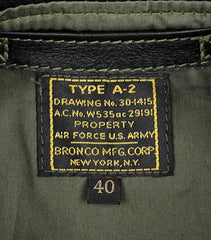 TYPE A-2
DRAWING No. 30-1415
A.C. No. W535ac 29191
PROPERTY
AIR FORCE U.S. ARMY
BRONCO MFG. CORP.
NEW YORK, N.Y.
40